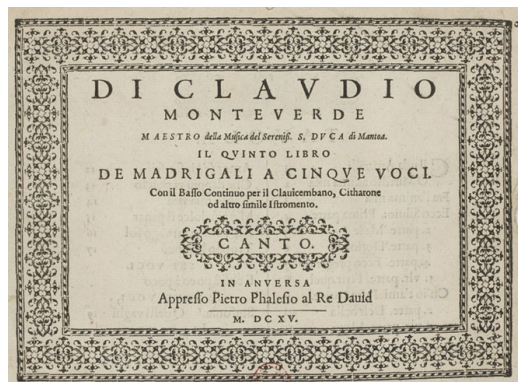 DI CLAVDIO
MONTEVERDE
MAESTRO della Musica del Sereniss. S. DVCA di Mantoa.
IL QVINTO LIBRO
DE MADRIGALI A CINQVE VOCI.
Con il Basso Continuo per il Clauicembano, Citharone
od altro simile Istromento.
CANTO.
IN ANVERSA
Appresso Pietro Phalesio al Re Dauid
M. DC XV.